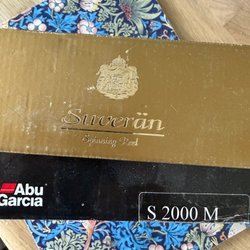 Suverän
Spinning Reel
Abu
Garcia
S 2000 M